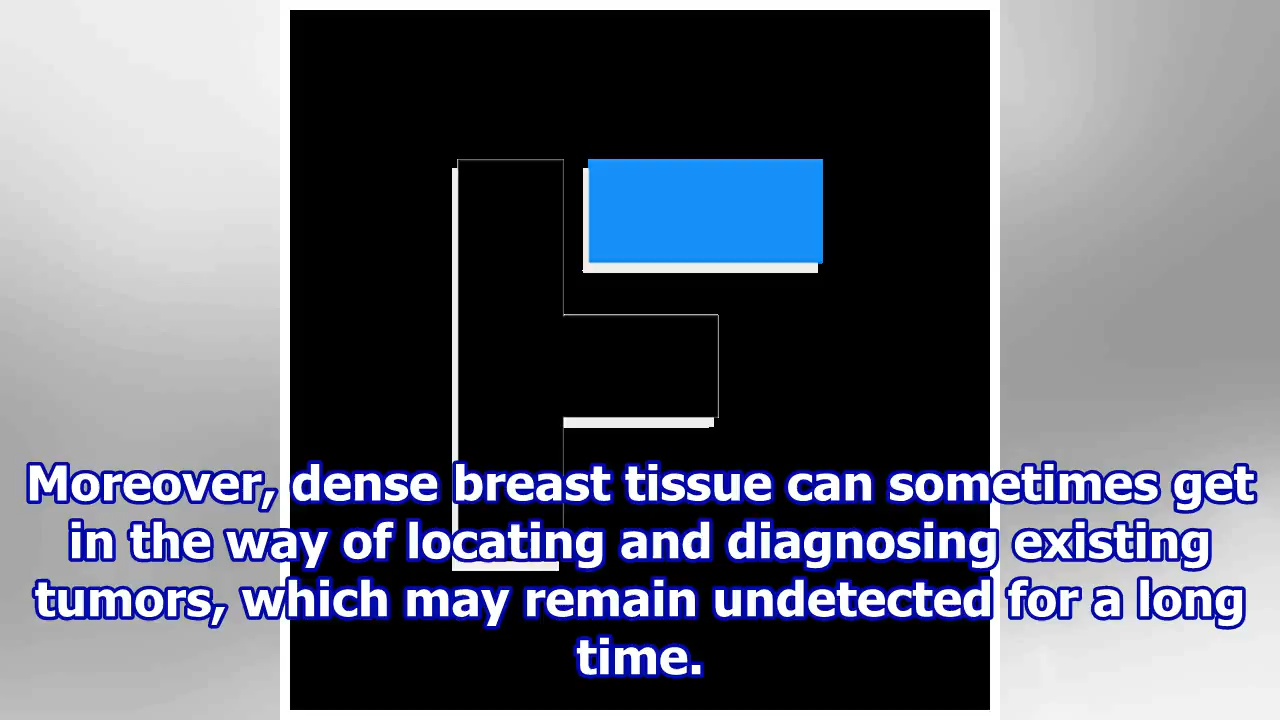 Moreover, dense breast tissue can sometimes get
in the way of locating and diagnosing existing
tumors, which may remain undetected for a long
time.